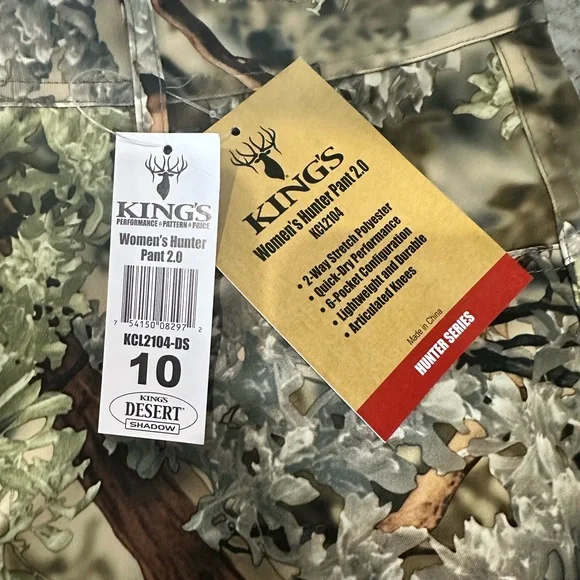 KING'S
PERFORMANCE★PATTERN★PRICE
Women's Hunter
Pant 2.0
7 54150 08297 2
KCL2104-DS
10
KING'S
DESERT®
SHADOW
KING'S
Women's Hunter Pant 2.0
KCL2104
• 2-Way Stretch Polyester
• Quick-Dry Performance
• 6-Pocket Configuration
• Lightweight and Durable
• Articulated Knees
Made in China
HUNTER SERIES